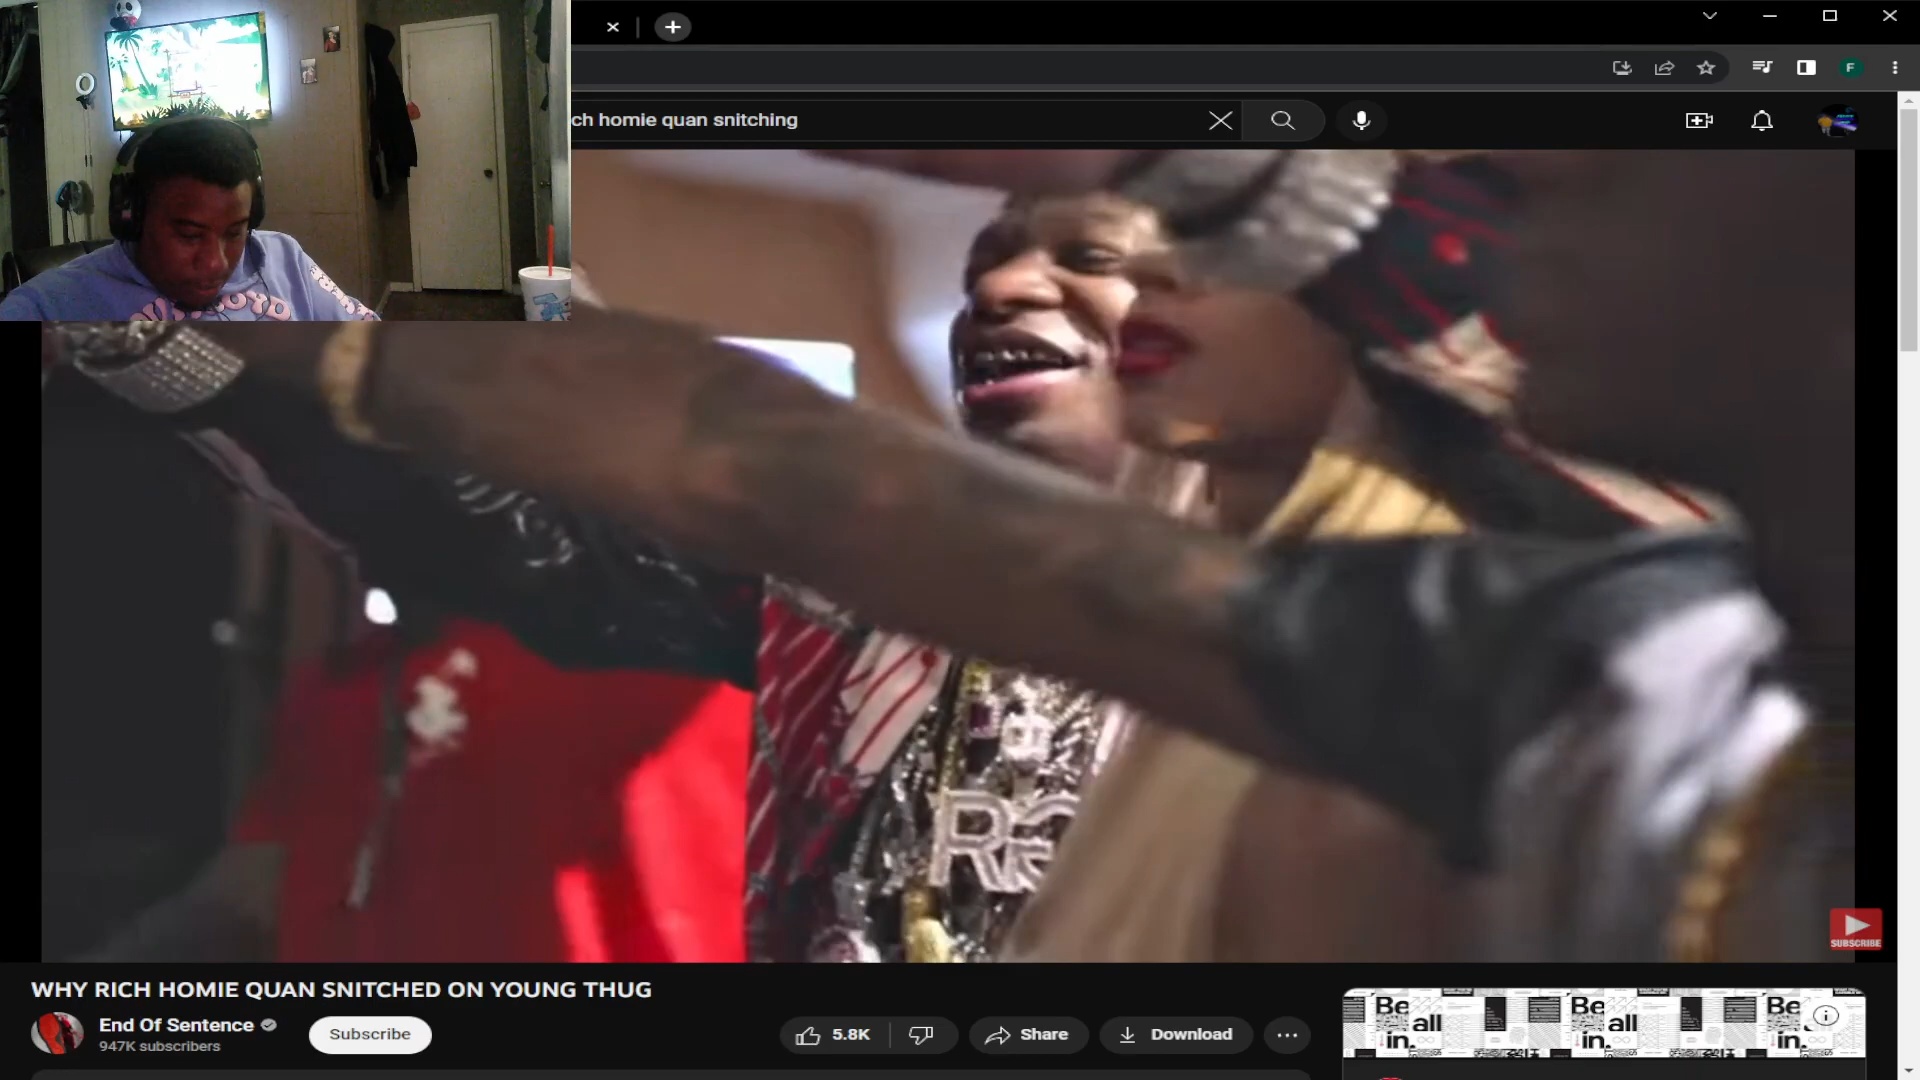 ch homie quan snitching
F
SUBSCRIBE
WHY RICH HOMIE QUAN SNITCHED ON YOUNG THUG
End Of Sentence
947K subscribers
Subscribe
5.8K
Share
Download
Be all in.
Be all in.
Be all in.